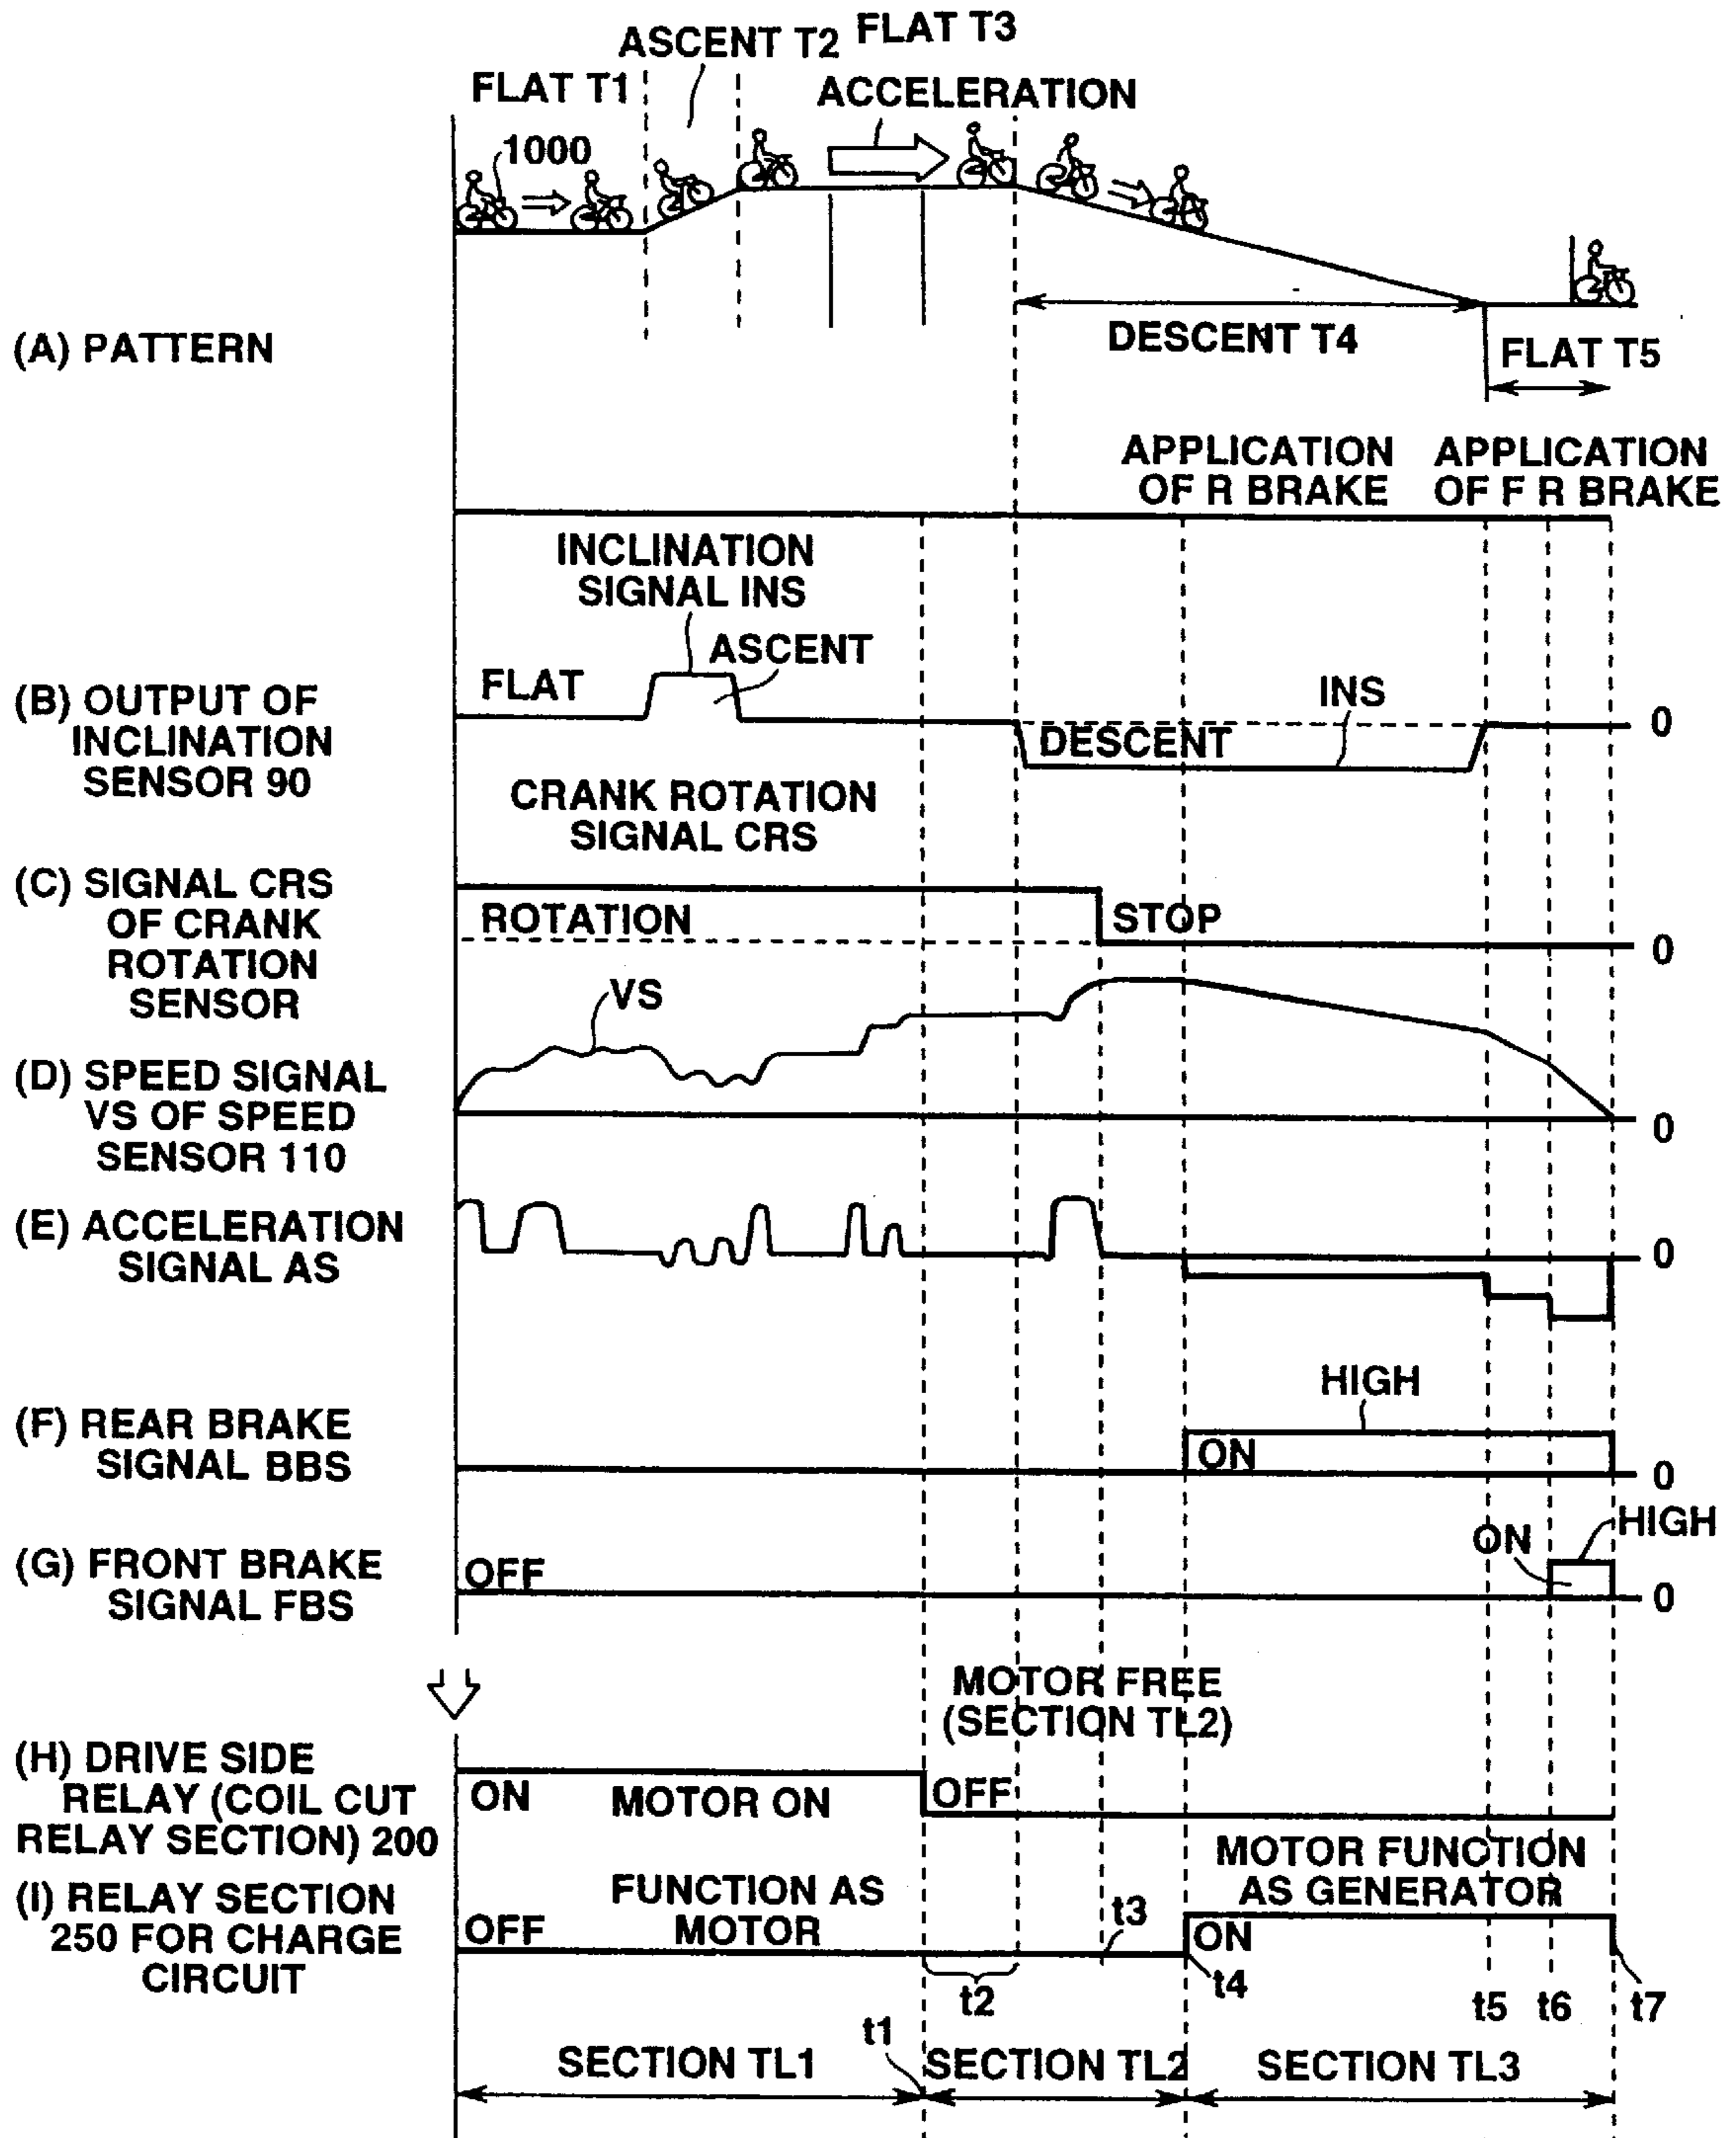 ASCENT T2
FLAT T3
FLAT T1
ACCELERATION
1000
(A) PATTERN
DESCENT T4
FLAT T5
APPLICATION
OF R BRAKE
APPLICATION
OF F R BRAKE
INCLINATION
SIGNAL INS
ASCENT
FLAT
(B) OUTPUT OF
INCLINATION
SENSOR 90
INS
0
DESCENT
CRANK ROTATION
SIGNAL CRS
(C) SIGNAL CRS
OF CRANK
ROTATION
SENSOR
ROTATION
STOP
0
VS
(D) SPEED SIGNAL
VS OF SPEED
SENSOR 110
0
(E) ACCELERATION
SIGNAL AS
0
HIGH
(F) REAR BRAKE
SIGNAL BBS
ON
0
HIGH
ON
(G) FRONT BRAKE
SIGNAL FBS
OFF
0
MOTOR FREE
(SECTION TL2)
(H) DRIVE SIDE
RELAY (COIL CUT
RELAY SECTION) 200
ON
MOTOR ON
OFF
MOTOR FUNCTION
AS GENERATOR
(I) RELAY SECTION
250 FOR CHARGE
CIRCUIT
OFF
FUNCTION AS
MOTOR
t3
ON
t4
t2
t5
t6
t7
t1
SECTION TL1
SECTION TL2
SECTION TL3